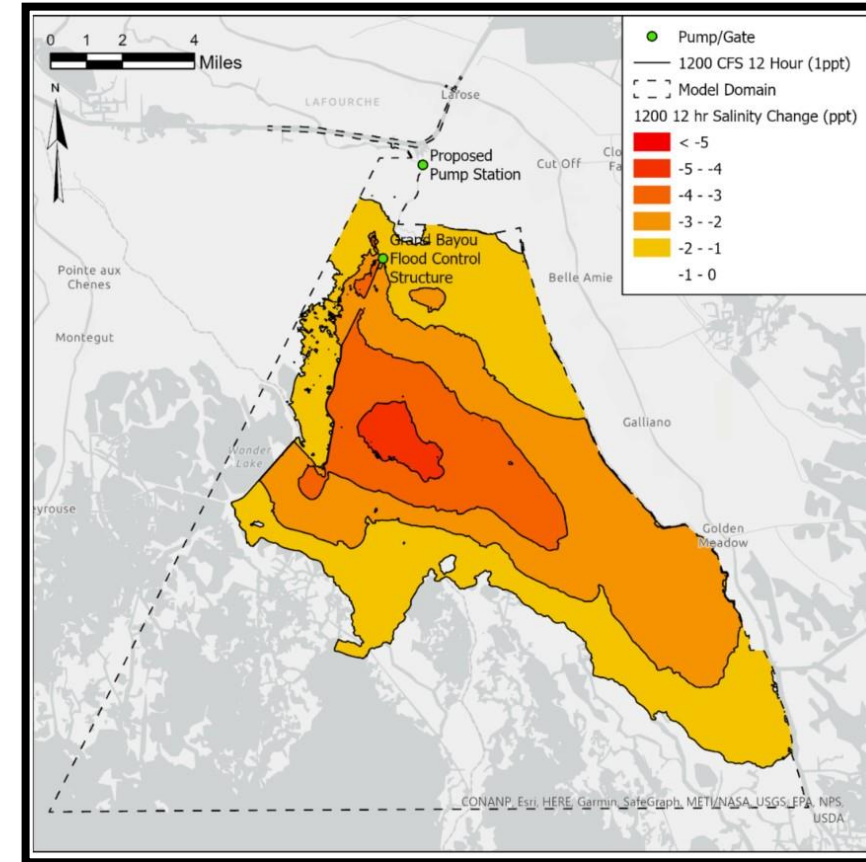 0 1 2 4
Miles
N
Pump/Gate
1200 CFS 12 Hour (1ppt)
Model Domain
1200 12 hr Salinity Change (ppt)
< -5
-5 - -4
-4 - -3
-3 - -2
-2 - -1
-1 - 0
LAFOURCHE
Larose
Proposed
Pump Station
Cut Off
Grand Bayou
Flood Control
Structure
Pointe aux
Chenes
Belle Amie
Montgut
Galliano
Wonder
Lake
Golden
Meadow
CONANP, Esri, HERE, Garmin, SafeGraph, METI/NASA, USGS, EPA, NPS,
USDA